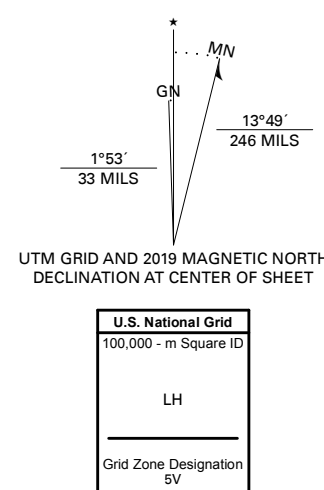 ★
MN
GN
13°49´
246 MILS
1°53´
33 MILS
UTM GRID AND 2019 MAGNETIC NORTH
DECLINATION AT CENTER OF SHEET
U.S. National Grid
100,000 - m Square ID
LH
Grid Zone Designation
5V